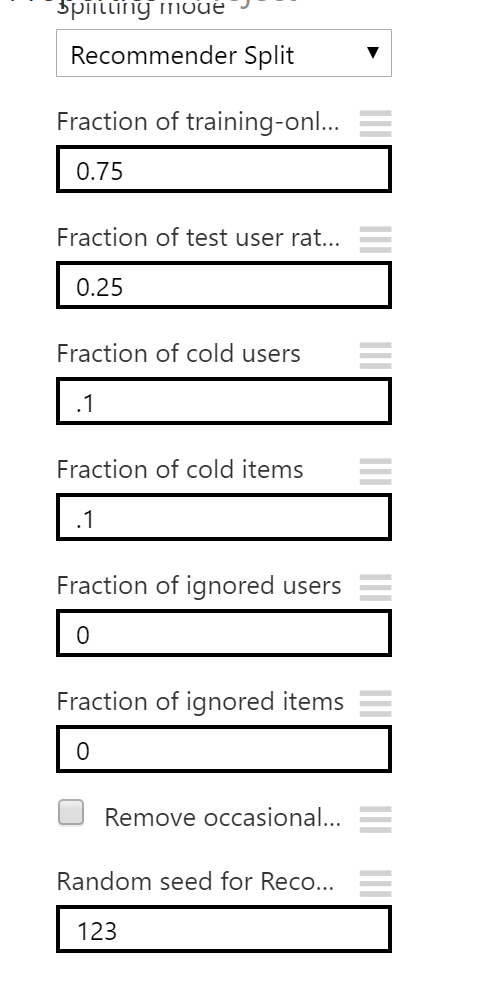 Splitting mode
Recommender Split
Fraction of training-onl...
0.75
Fraction of test user rat...
0.25
Fraction of cold users
.1
Fraction of cold items
.1
Fraction of ignored users
0
Fraction of ignored items
0
Remove occasional...
Random seed for Reco...
123